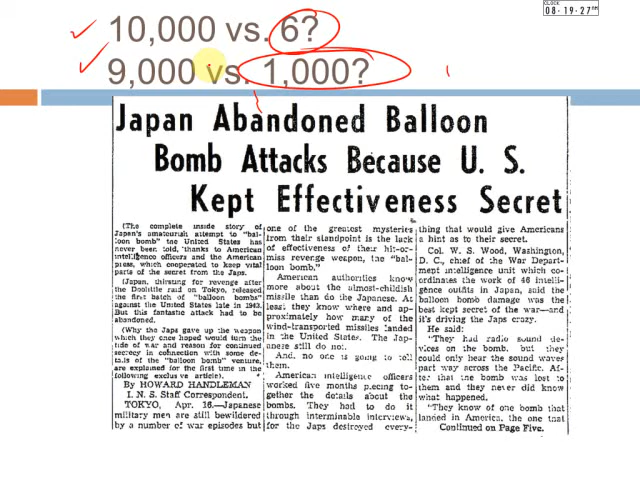 CLOCK
08-19-27PM
10,000 vs. 6?
9,000 vs. 1,000?
Japan Abandoned Balloon
Bomb Attacks Because U. S.
Kept Effectiveness Secret
(The complete inside story of
Japan's amateurish attempt to "bal-
loon bomb" the United States has
never been told, thanks to American
intelligence officers and the American
press, which cooperated to keep vital
parts of the secret from the Japs.
(Japan, thirsting for revenge after
the Doolittle raid on Tokyo, released
the first batch of "balloon bombs"
against the United States late in 1942.
But this fantastic attack had to be
abandoned.
(Why the Japs gave up the weapon
which they once hoped would turn the
tide of war and reason for continued
secrecy in connection with some de-
tails of the "balloon bomb" venture,
are explained for the first time in the
following exclusive article).
By HOWARD HANDLEMAN
I. N. S. Staff Correspondent.
TOKYO, Apr. 16.—Japanese
military men are still bewildered
by a number of war episodes but
one of the greatest mysteries
from their standpoint is the lack
of effectiveness of their hit-or-
miss revenge weapon, the "bal-
loon bomb."
American authorities know
more about the almost-childish
missile than do the Japanese. At
least they know where and ap-
proximately how many of the
wind-transported missiles landed
in the United States. The Jap-
anese still do not.
And, no one is going to tell
them.
American intelligence officers
worked five months piecing to-
gether the details about the
bombs. They had to do it
through interminable interviews,
for the Japs destroyed every-
thing that would give Americans
a hint as to their secret.
Col. W. S. Wood, Washington,
D. C., chief of the War Depart-
ment intelligence unit which co-
ordinates the work of 46 intelli-
gence outfits in Japan, said the
balloon bomb damage was the
best kept secret of the war—and
it's driving the Japs crazy.
He said:
"They had radio sound de-
vices on the bomb, but they
could only hear the sound waves
part way across the Pacific. Af-
ter that the bomb was lost to
them and they never did know
what happened.
"They know of one bomb that
landed in America, the one that
Continued on Page Five.